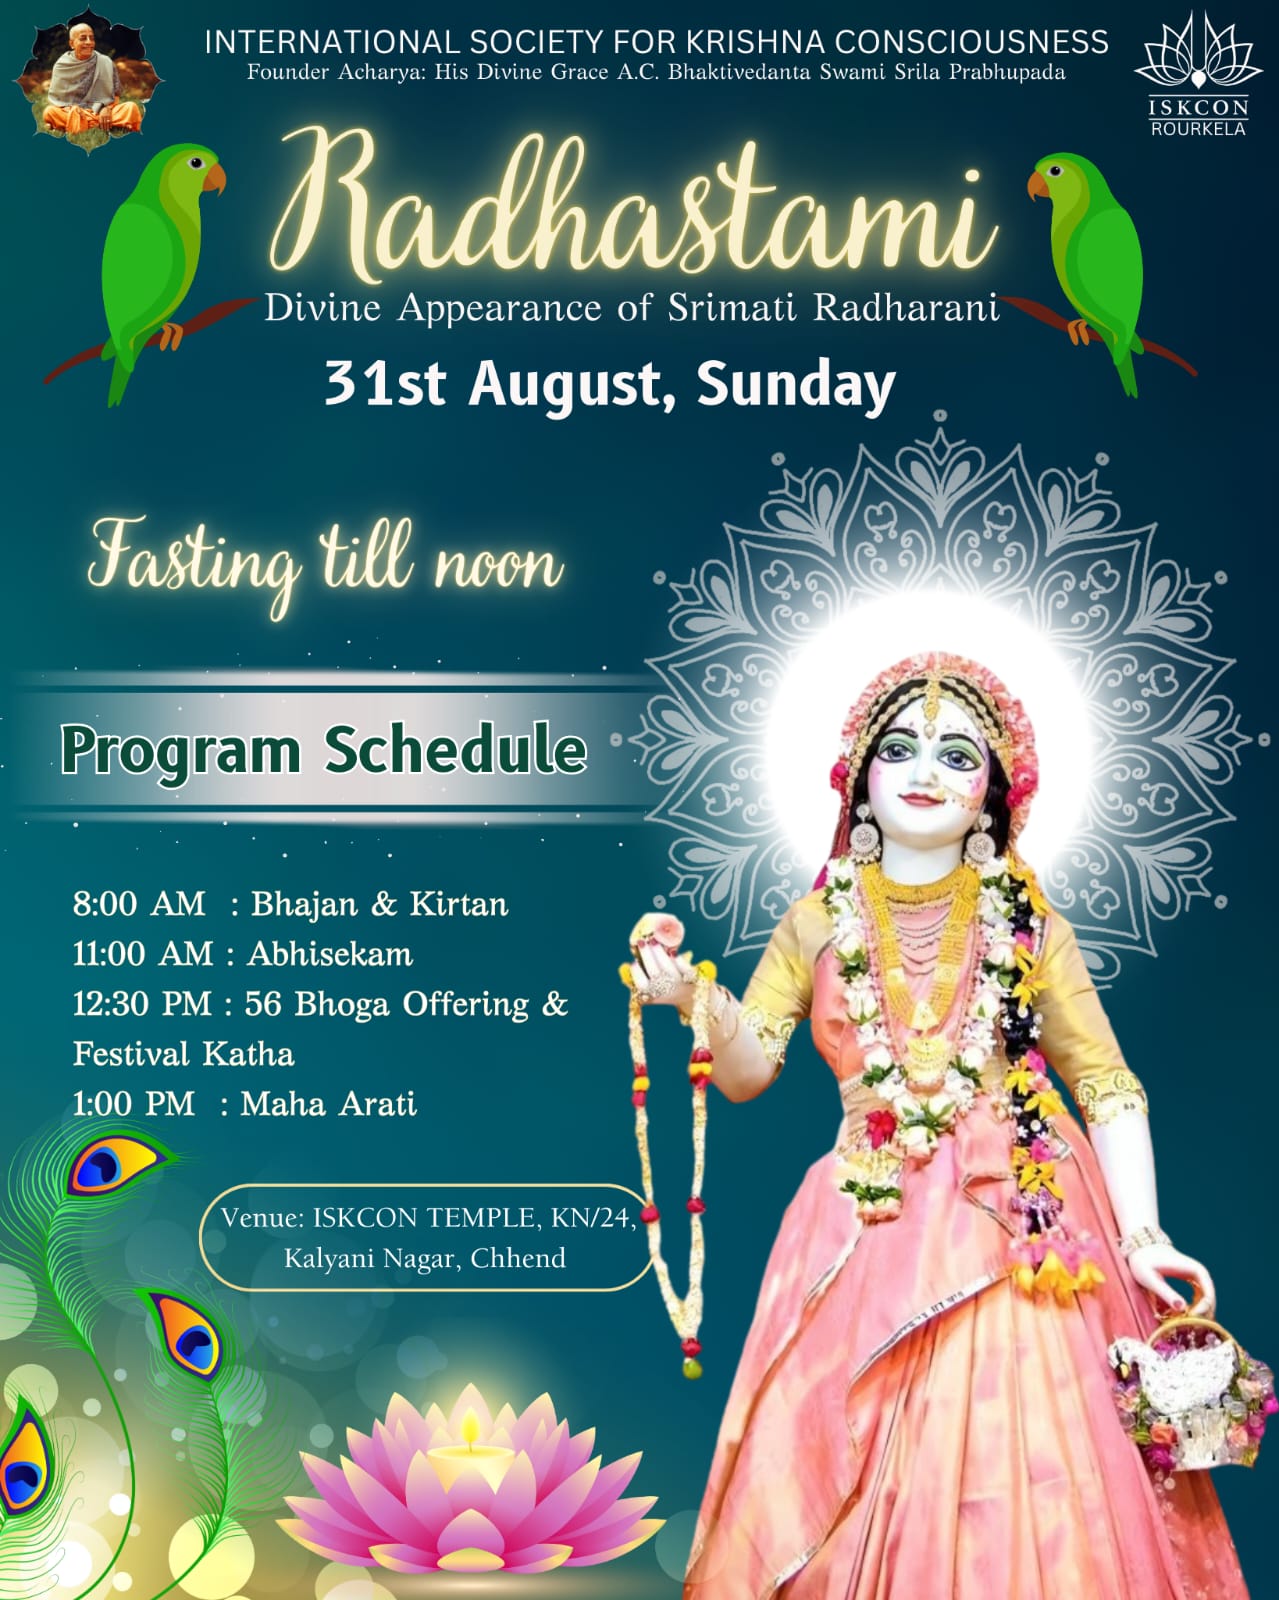 INTERNATIONAL SOCIETY FOR KRISHNA CONSCIOUSNESS
Founder Acharya: His Divine Grace A.C. Bhaktivedanta Swami Srila Prabhupada
ISKCON
ROURKELA
Radhastami
Divine Appearance of Srimati Radharani
31st August, Sunday
Fasting till noon
Program Schedule
8:00 AM : Bhajan & Kirtan
11:00 AM : Abhisekam
12:30 PM : 56 Bhoga Offering &
Festival Katha
1:00 PM : Maha Arati
Venue: ISKCON TEMPLE, KN/24,
Kalyani Nagar, Chhend